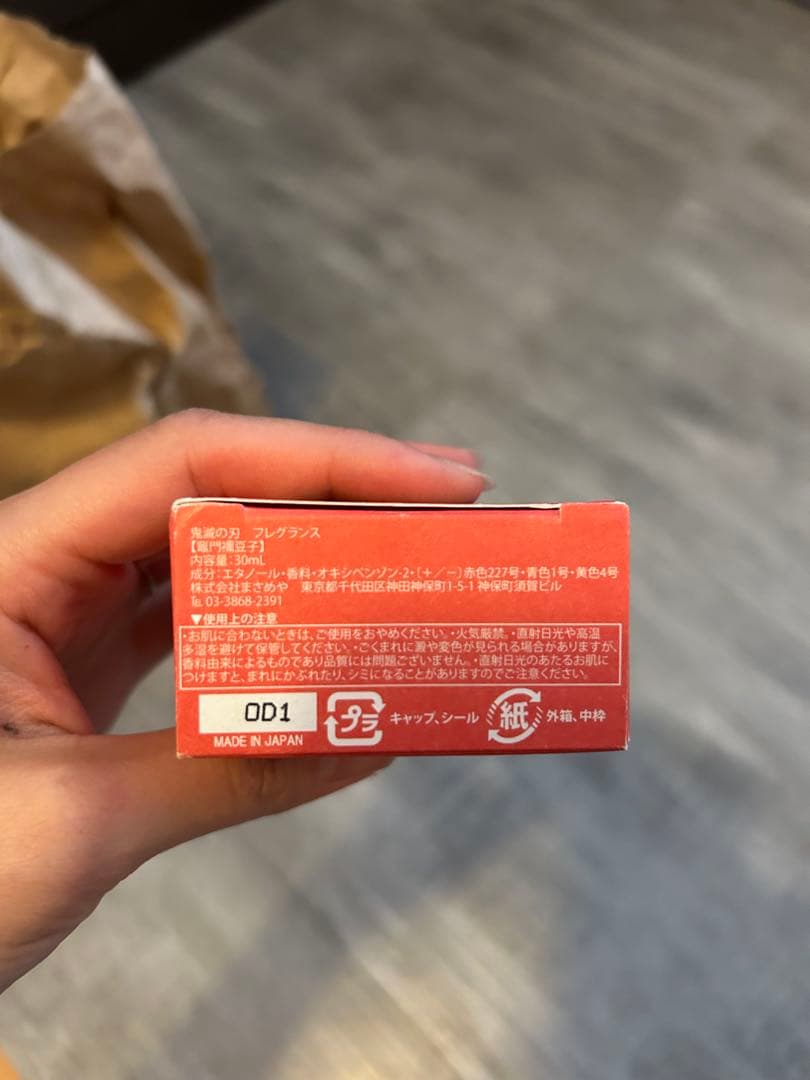 鬼滅の刃　フレグランス
【竈門禰豆子】
内容量：30mL
成分：エタノール・香料・オキシベンゾン-2・(＋／－)赤色227号・青色1号・黄色4号
株式会社まさめや　東京都千代田区神田神保町1-5-1 神保町須賀ビル
℡ 03-3868-2391
▼使用上の注意
・お肌に合わないときは、ご使用をおやめください。・火気厳禁。・直射日光や高温
多湿を避けて保管してください。・ごくまれに澱や変色が見られる場合がありますが、
香料由来によるものであり品質には問題ございません。・直射日光のあたるお肌に
つけますと、まれにかぶれたり、シミになることがありますのでご注意ください。
OD1
MADE IN JAPAN
プラ
キャップ、シール
紙
外箱、中枠